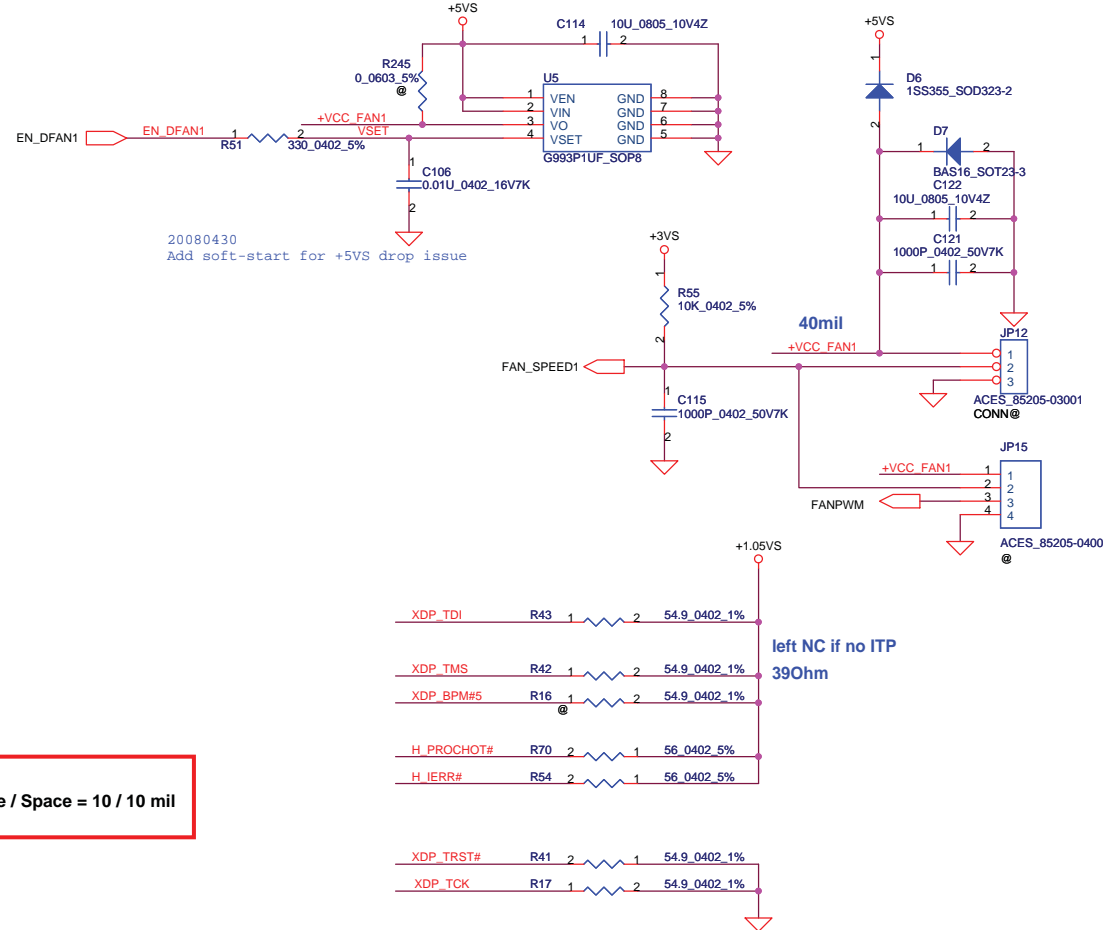 +5VS
C114 10U_0805_10V4Z
1 2
R245
0_0603_5%
@
U5
1 VEN GND 8
2 VIN GND 7
3 VO GND 6
4 VSET GND 5
G993P1UF_SOP8
+VCC_FAN1
EN_DFAN1 EN_DFAN1 1 2 VSET
R51 330_0402_5%
1
C106
0.01U_0402_16V7K
2
20080430
Add soft-start for +5VS drop issue
+5VS
1
D6
1SS355_SOD323-2
2
D7
1 2
BAS16_SOT23-3
C122
10U_0805_10V4Z
1 2
C121
1000P_0402_50V7K
1 2
+3VS
1
R55
10K_0402_5%
2
40mil
+VCC_FAN1
FAN_SPEED1
1
C115
1000P_0402_50V7K
2
JP12
1
2
3
ACES_85205-03001
CONN@
JP15
+VCC_FAN1 1 1
2 2
FANPWM 3 3
4 4
ACES_85205-0400
@
+1.05VS
XDP_TDI R43 1 2 54.9_0402_1%
left NC if no ITP
39Ohm
XDP_TMS R42 1 2 54.9_0402_1%
XDP_BPM#5 R16 1 2 54.9_0402_1%
@
H_PROCHOT# R70 2 1 56_0402_5%
H_IERR# R54 2 1 56_0402_5%
e / Space = 10 / 10 mil
XDP_TRST# R41 2 1 54.9_0402_1%
XDP_TCK R17 1 2 54.9_0402_1%